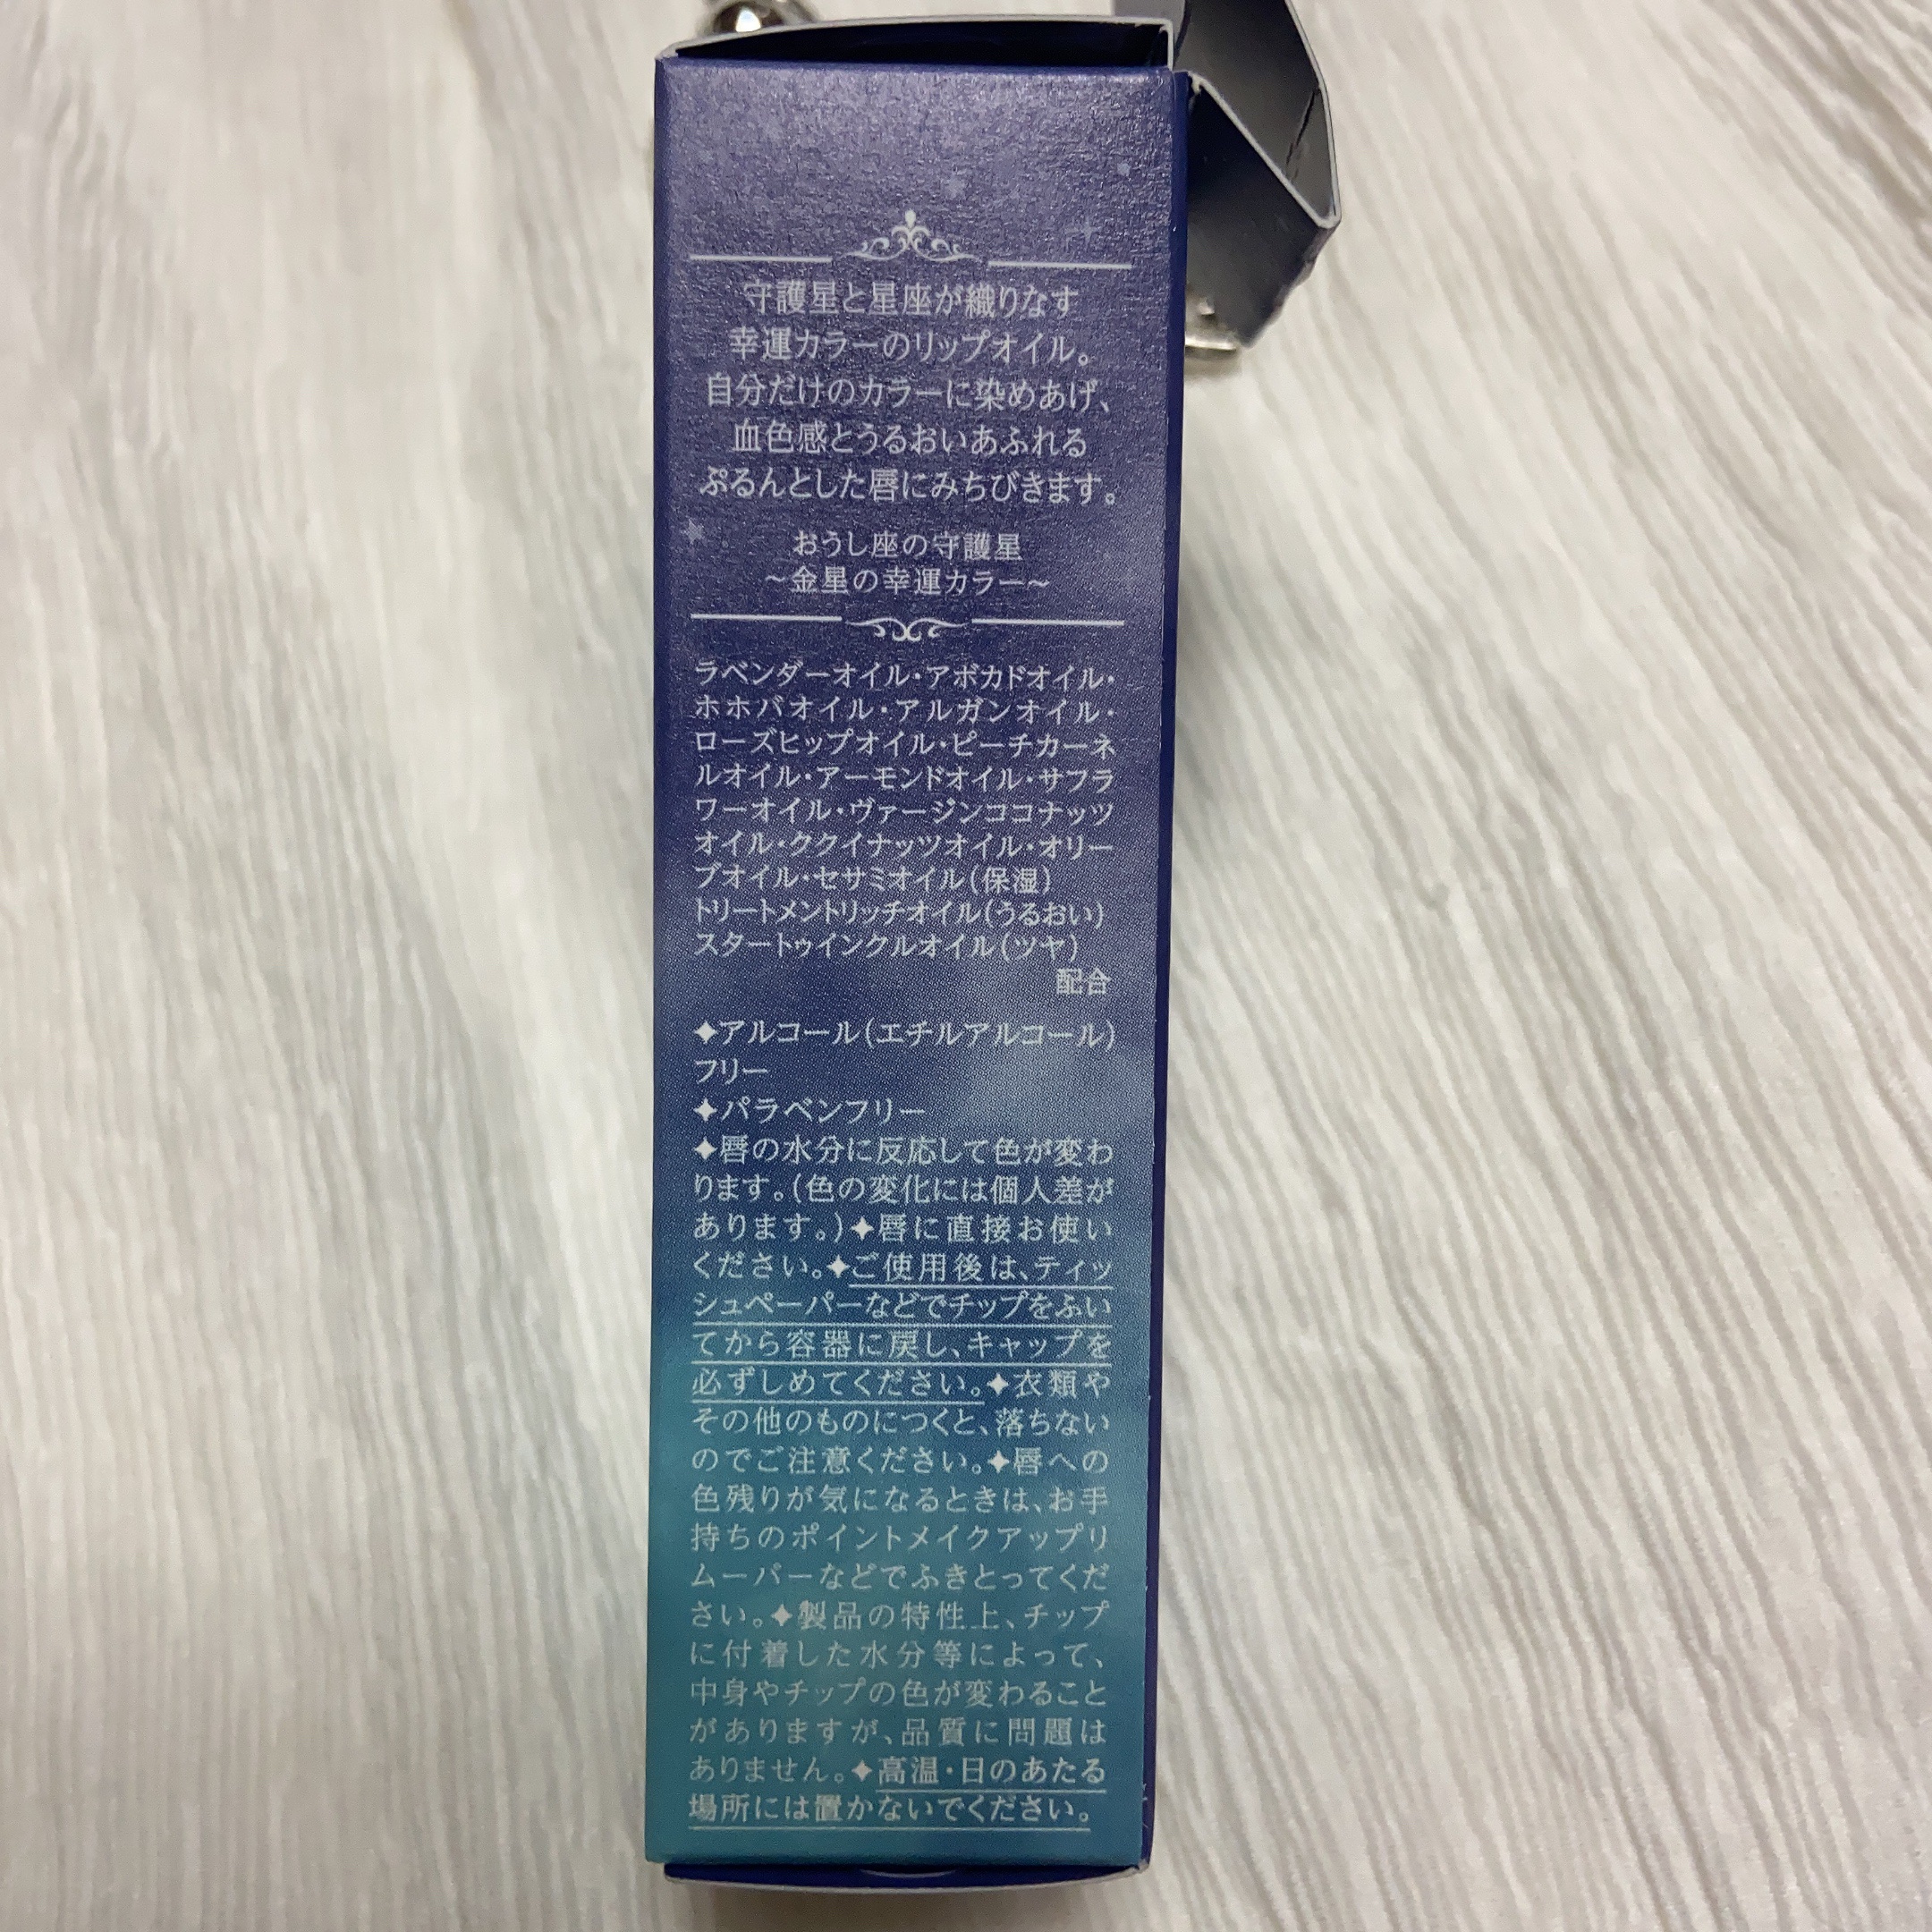 守護星と星座が織りなす
幸運カラーのリップオイル。
自分だけのカラーに染めあげ、
血色感とうるおいあふれる
ぷるんとした唇にみちびきます。
おうし座の守護星
~金星の幸運カラー~
ラベンダーオイル・アボカドオイル・
ホホバオイル・アルガンオイル・
ローズヒップオイル・ピーチカーネ
ルオイル・アーモンドオイル・サフラ
ワーオイル・ヴァージンココナッツ
オイル・ククイナッツオイル・オリー
ブオイル・セサミオイル(保湿)
トリートメントリッチオイル(うるおい)
スタートゥインクルオイル(ツヤ)
配合
✦アルコール(エチルアルコール)
フリー
✦パラベンフリー
✦唇の水分に反応して色が変わ
ります。(色の変化には個人差が
あります。)✦唇に直接お使い
ください。✦ご使用後は、ティッ
シュペーパーなどでチップをふい
てから容器に戻し、キャップを
必ずしめてください。✦衣類や
その他のものにつくと、落ちない
のでご注意ください。✦唇への
色残りが気になるときは、お手
持ちのポイントメイクアップリ
ムーバーなどでふきとってくだ
さい。✦製品の特性上、チップ
に付着した水分等によって、
中身やチップの色が変わること
がありますが、品質に問題は
ありません。✦高温・日のあたる
場所には置かないでください。